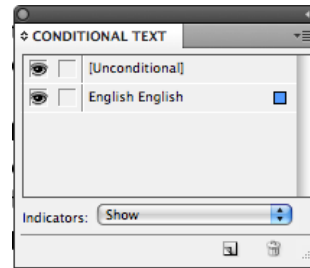 CONDITIONAL TEXT
[Unconditional]
English English
Indicators: Show